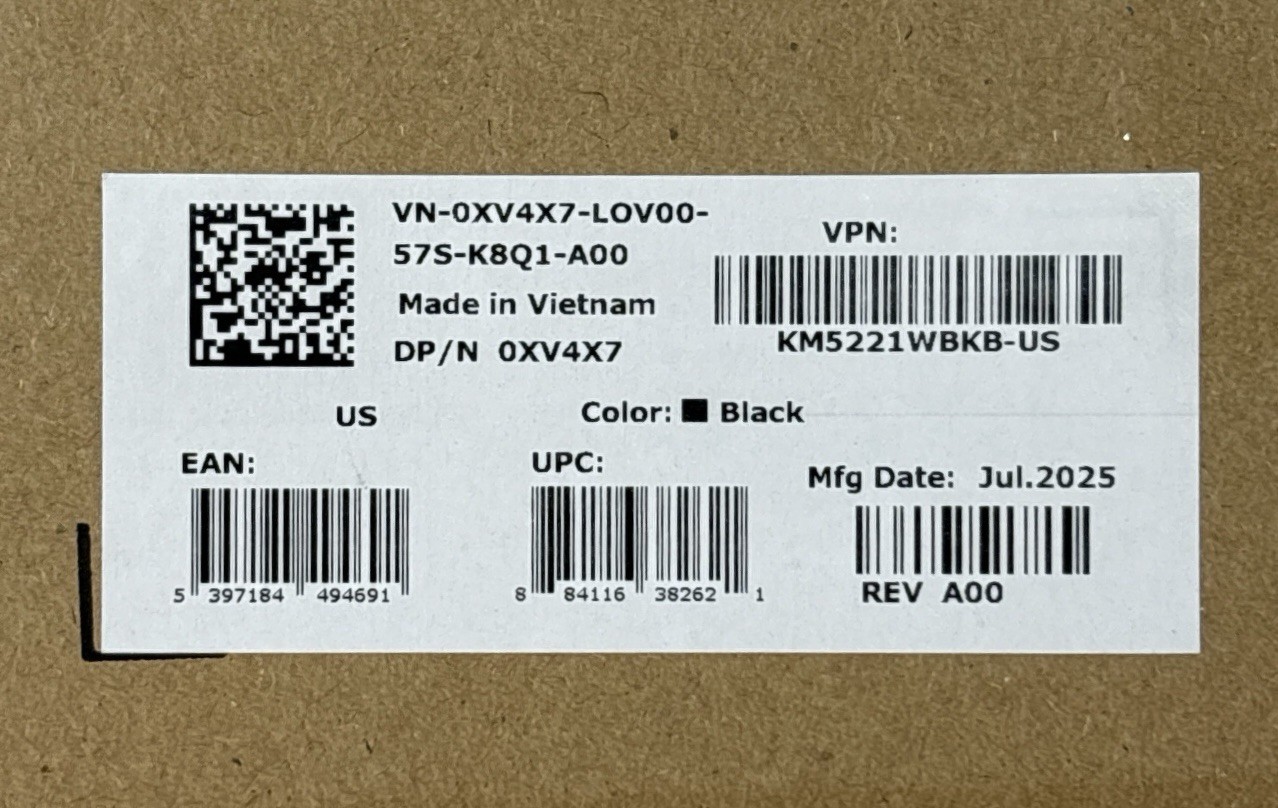 VN-0XV4X7-LOV00-
57S-K8Q1-A00
Made in Vietnam
DP/N 0XV4X7
VPN:
KM5221WBKB-US
US
Color: Black
EAN:
5 397184 494691
UPC:
8 84116 38262 1
Mfg Date: Jul.2025
REV A00